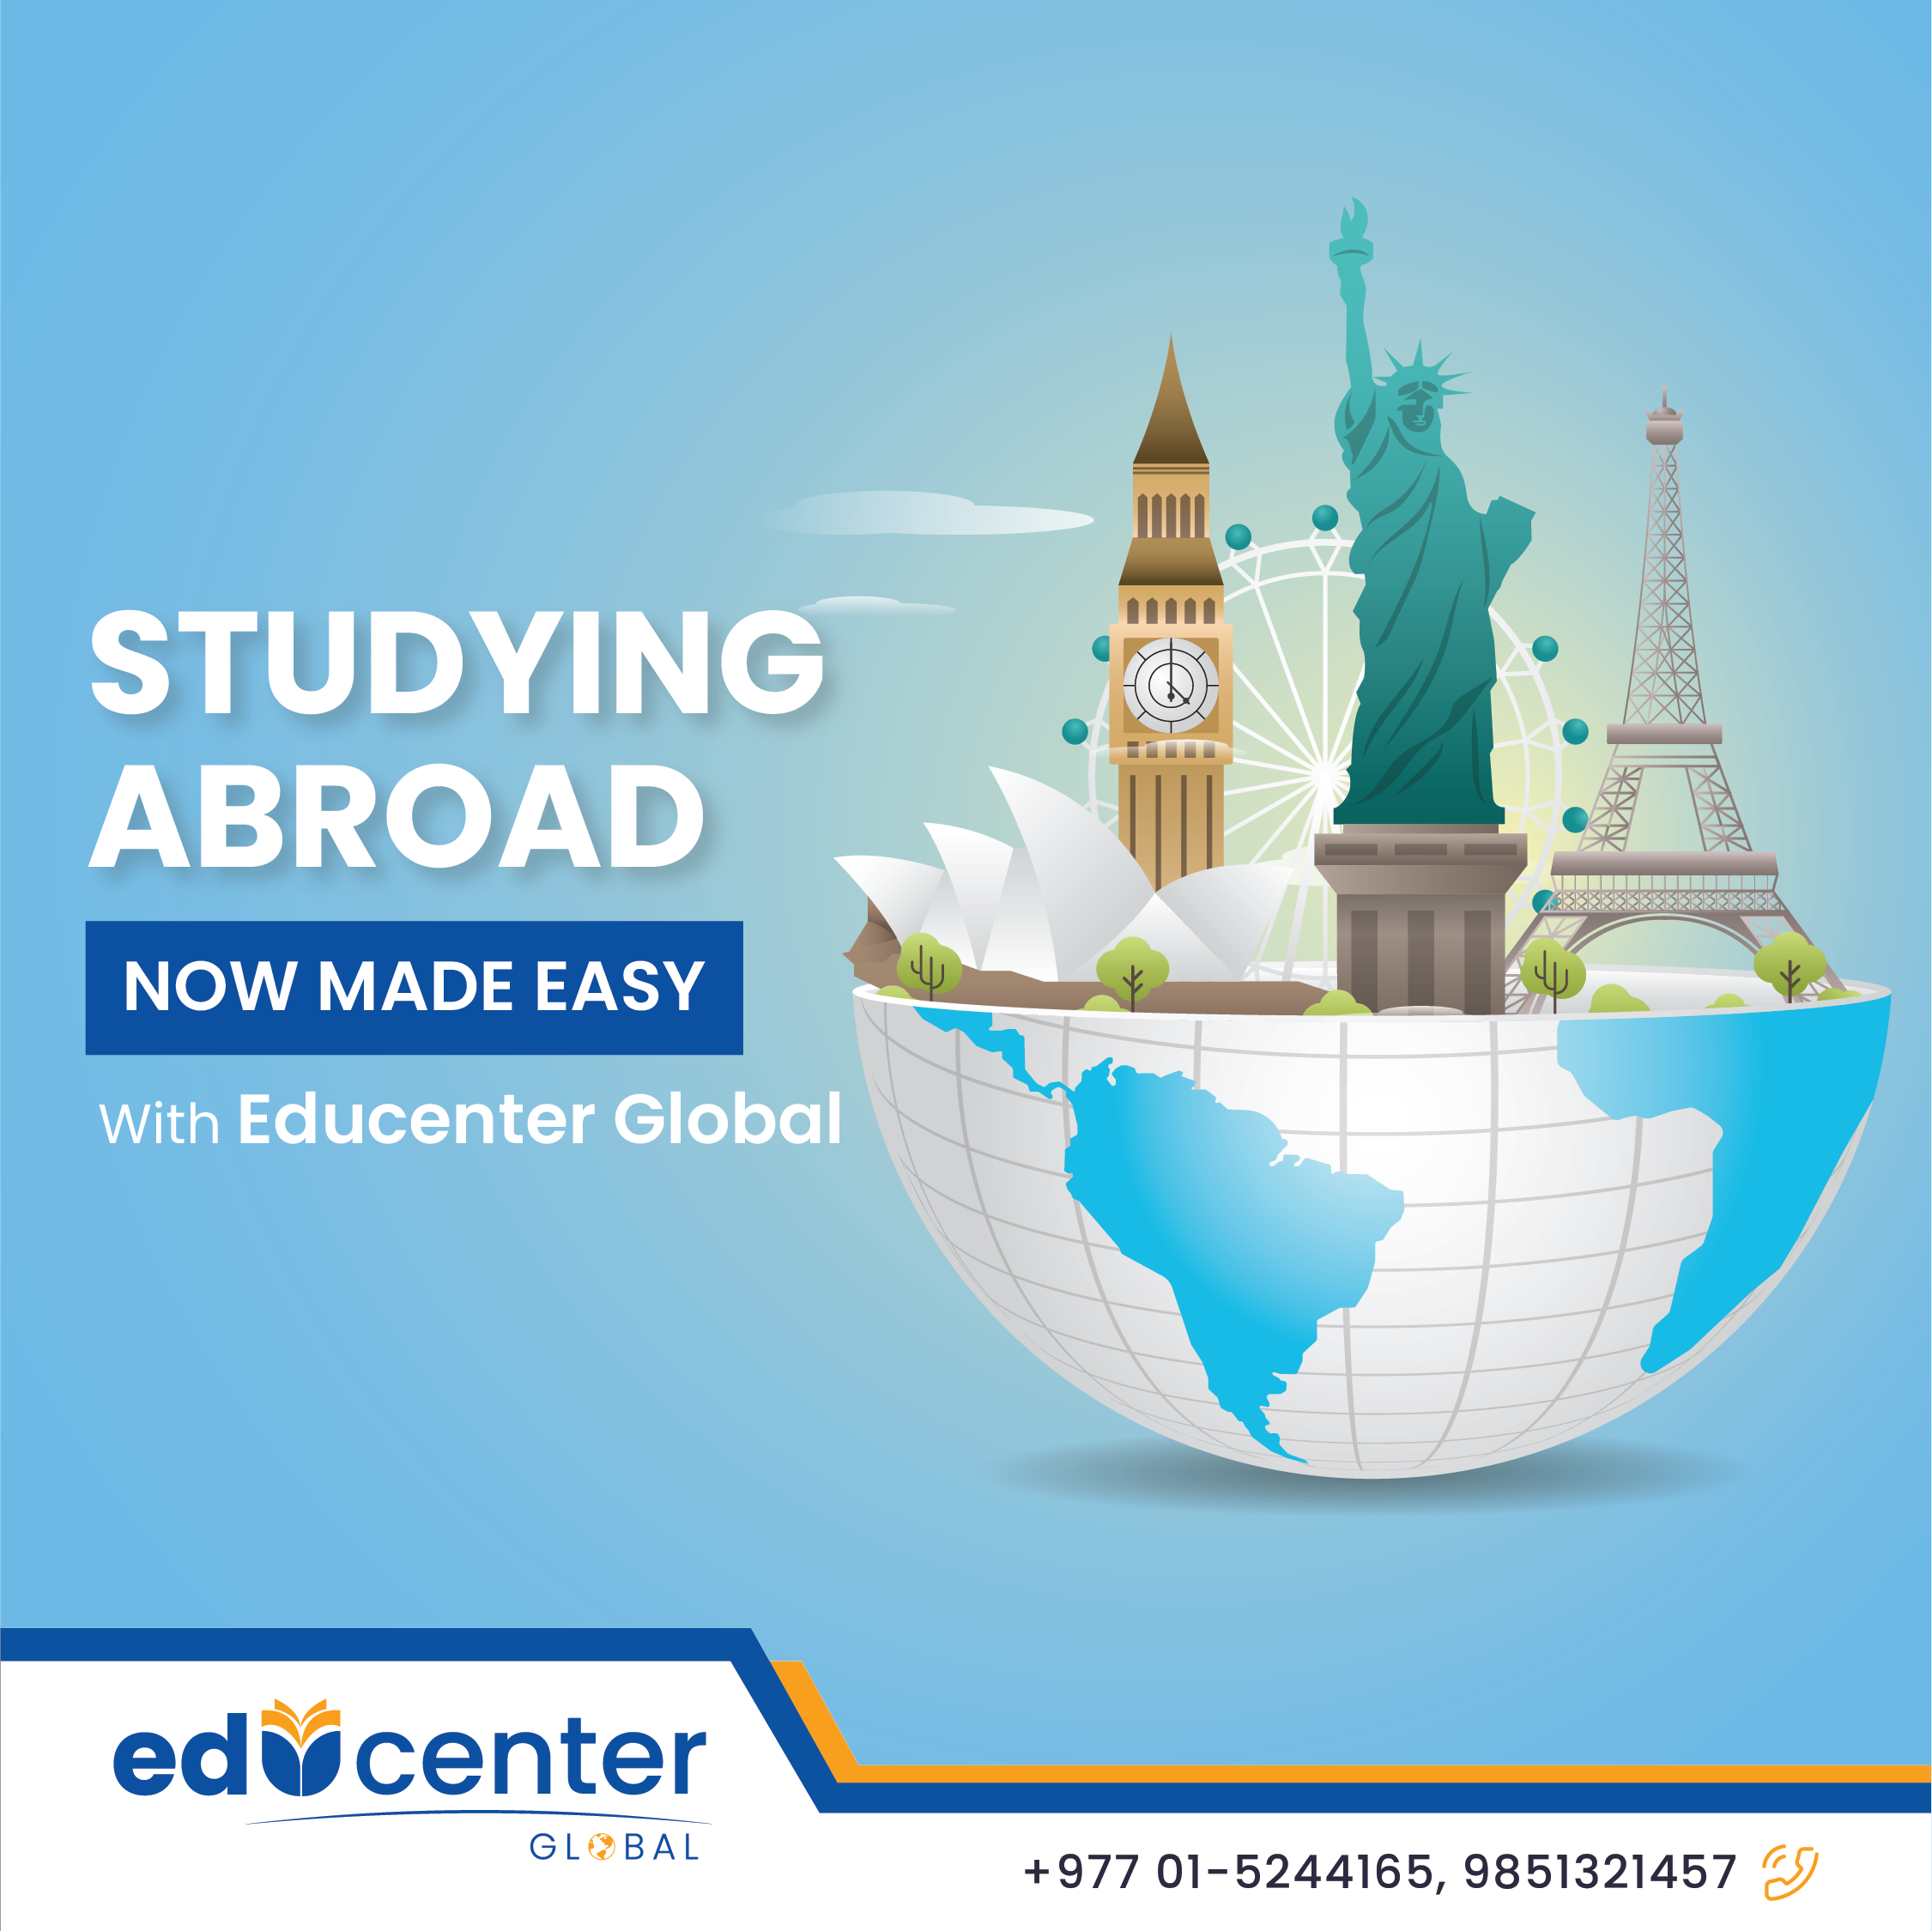 STUDYING
ABROAD
NOW MADE EASY
With Educenter Global
educenter
GLOBAL
+977 01-5244165, 9851321457